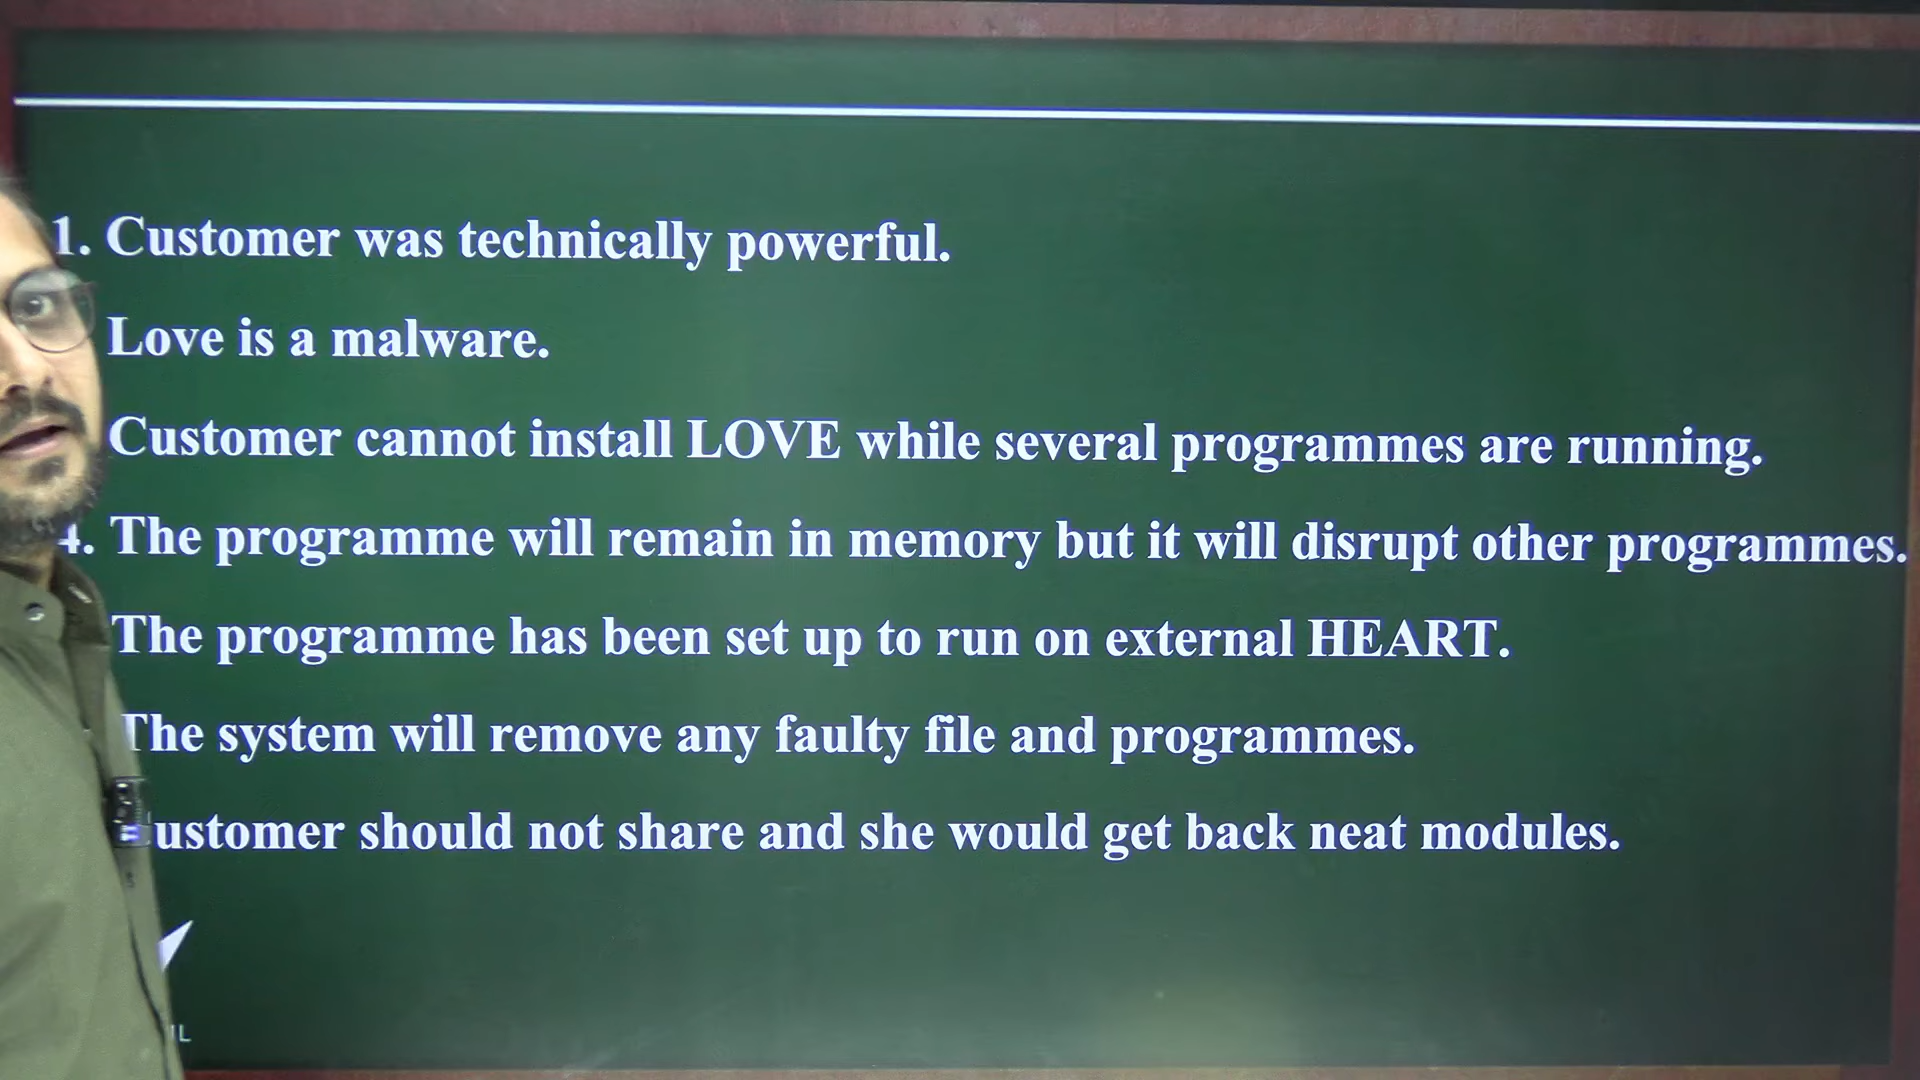 1. Customer was technically powerful.
Love is a malware.
Customer cannot install LOVE while several programmes are running.
4. The programme will remain in memory but it will disrupt other programmes.
The programme has been set up to run on external HEART.
The system will remove any faulty file and programmes.
Customer should not share and she would get back neat modules.